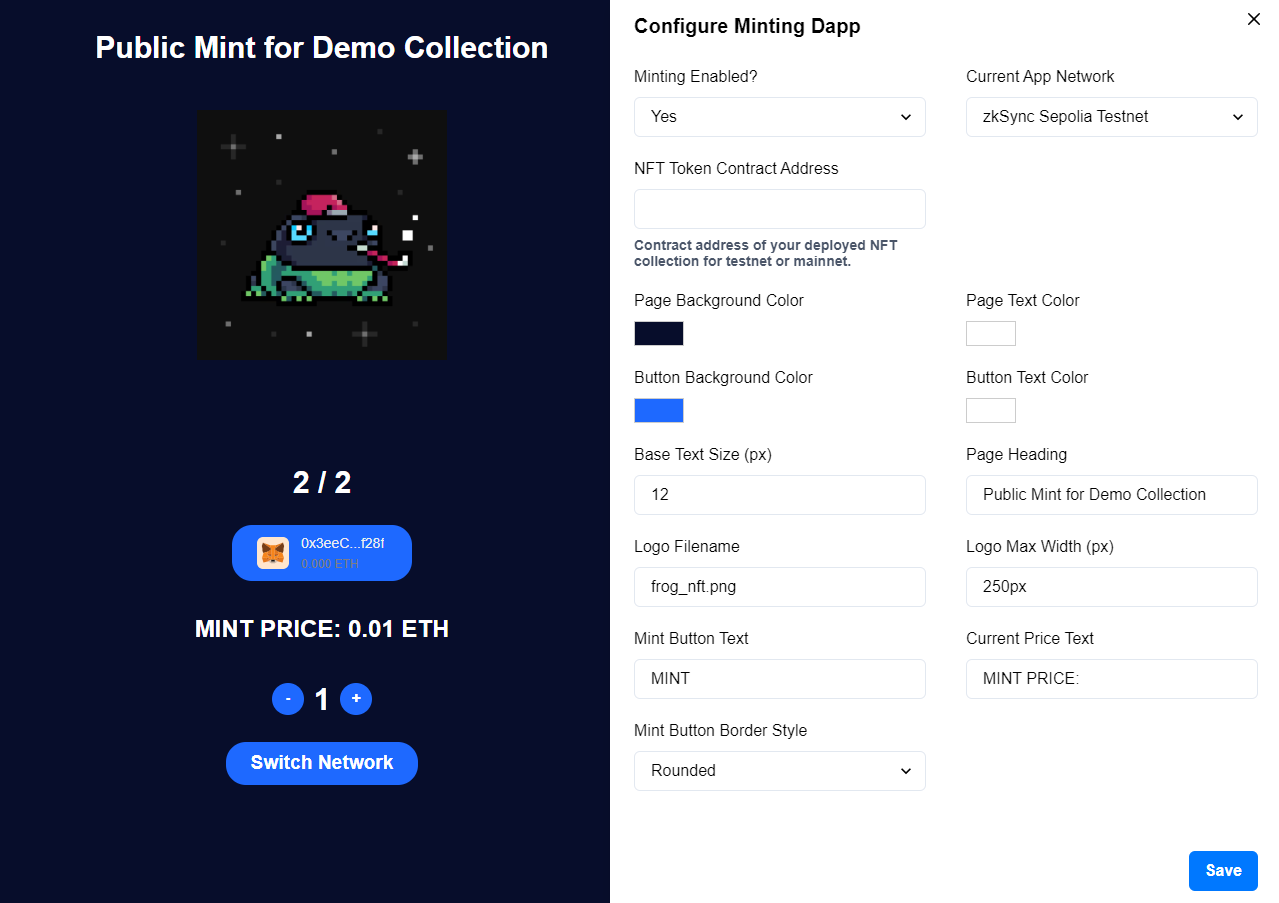 Public Mint for Demo Collection
2 / 2
0x3eeC...f28f
0.000 ETH
MINT PRICE: 0.01 ETH
- 1 +
Switch Network
Configure Minting Dapp
Minting Enabled?
Yes
Current App Network
zkSync Sepolia Testnet
NFT Token Contract Address
Contract address of your deployed NFT
collection for testnet or mainnet.
Page Background Color
Page Text Color
Button Background Color
Button Text Color
Base Text Size (px)
12
Page Heading
Public Mint for Demo Collection
Logo Filename
frog_nft.png
Logo Max Width (px)
250px
Mint Button Text
MINT
Current Price Text
MINT PRICE:
Mint Button Border Style
Rounded
Save